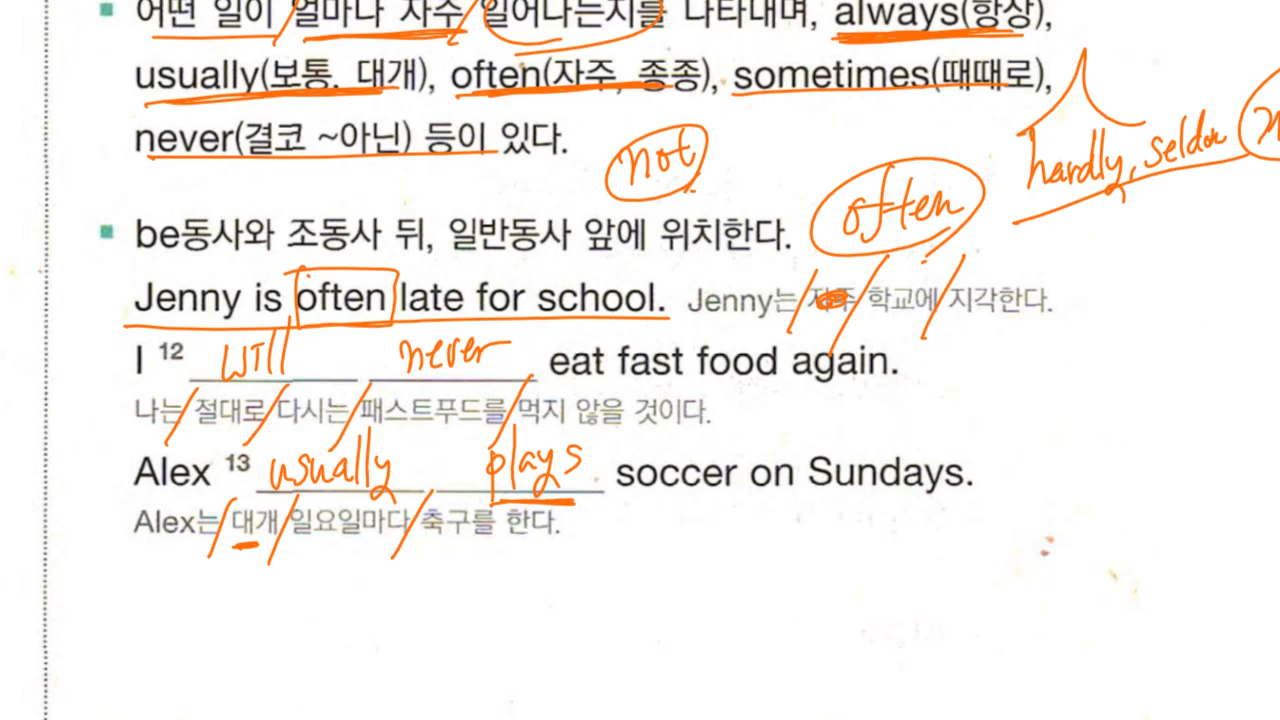 어떤 일이 얼마나 자주 일어나는지를 나타내며, always(항상),
usually(보통, 대개), often(자주, 종종), sometimes(때때로),
never(결코 ~아닌) 등이 있다.
not
hardly, seldom
be동사와 조동사 뒤, 일반동사 앞에 위치한다.
often
Jenny is often late for school. Jenny는 자주 학교에 지각한다.
I 12 will never eat fast food again.
나는 절대로 다시는 패스트푸드를 먹지 않을 것이다.
Alex 13 usually plays soccer on Sundays.
Alex는 대개 일요일마다 축구를 한다.